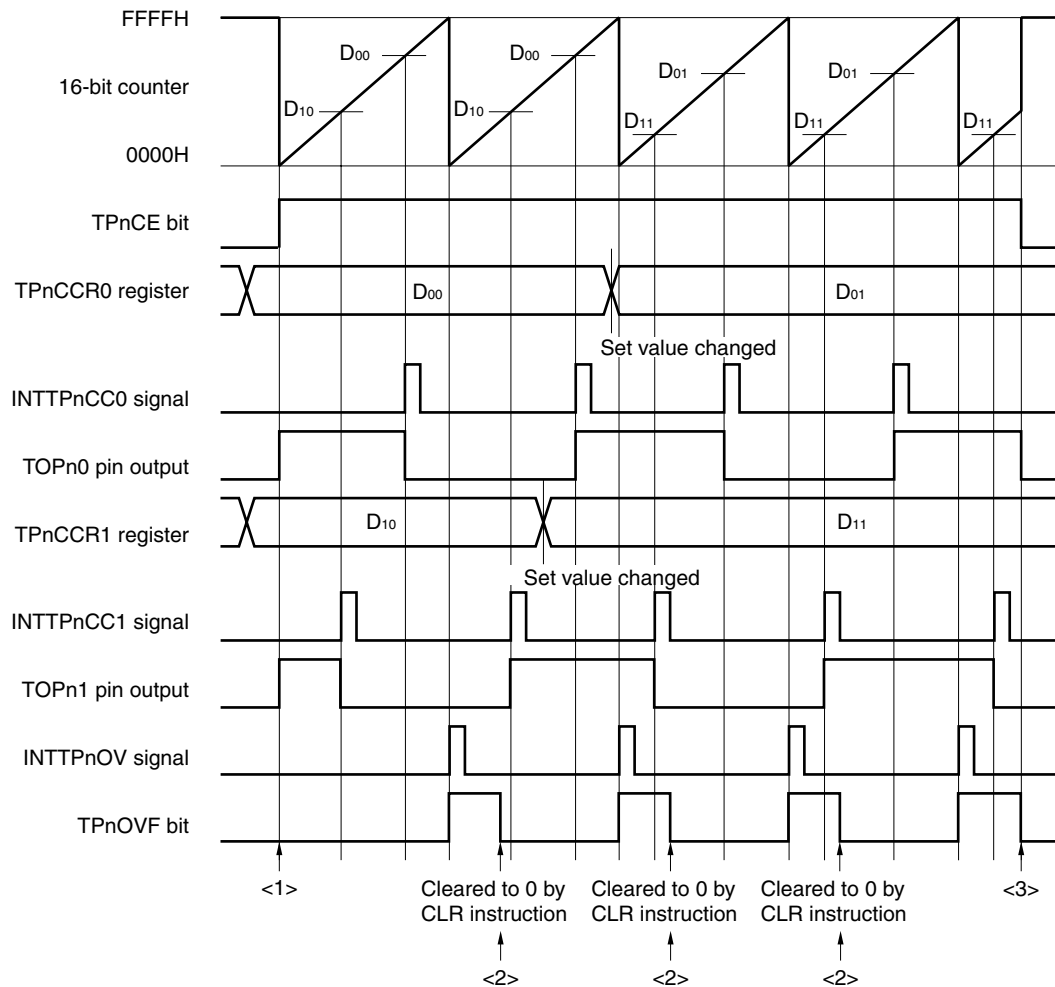 FFFFH
D00 D00 D01 D01
16-bit counter
D10 D10 D11 D11 D11
0000H
TPnCE bit
TPnCCR0 register D00 D01
Set value changed
INTTPnCC0 signal
TOPn0 pin output
TPnCCR1 register D10 D11
Set value changed
INTTPnCC1 signal
TOPn1 pin output
INTTPnOV signal
TPnOVF bit
<1> Cleared to 0 by Cleared to 0 by Cleared to 0 by <3>
CLR instruction CLR instruction CLR instruction
<2> <2> <2>